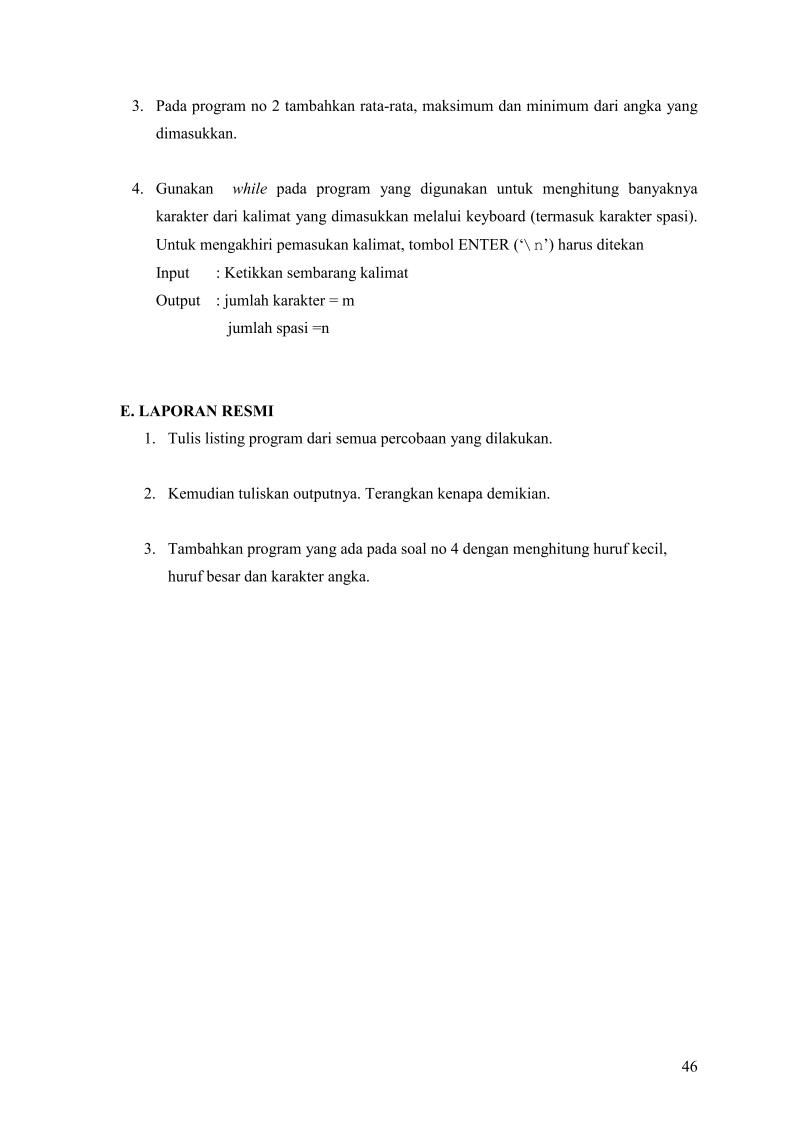 3. Pada program no 2 tambahkan rata-rata, maksimum dan minimum dari angka yang
dimasukkan.
4. Gunakan while pada program yang digunakan untuk menghitung banyaknya
karakter dari kalimat yang dimasukkan melalui keyboard (termasuk karakter spasi).
Untuk mengakhiri pemasukan kalimat, tombol ENTER (‘\n’) harus ditekan
Input : Ketikkan sembarang kalimat
Output : jumlah karakter = m
jumlah spasi =n
E. LAPORAN RESMI
1. Tulis listing program dari semua percobaan yang dilakukan.
2. Kemudian tuliskan outputnya. Terangkan kenapa demikian.
3. Tambahkan program yang ada pada soal no 4 dengan menghitung huruf kecil,
huruf besar dan karakter angka.
46